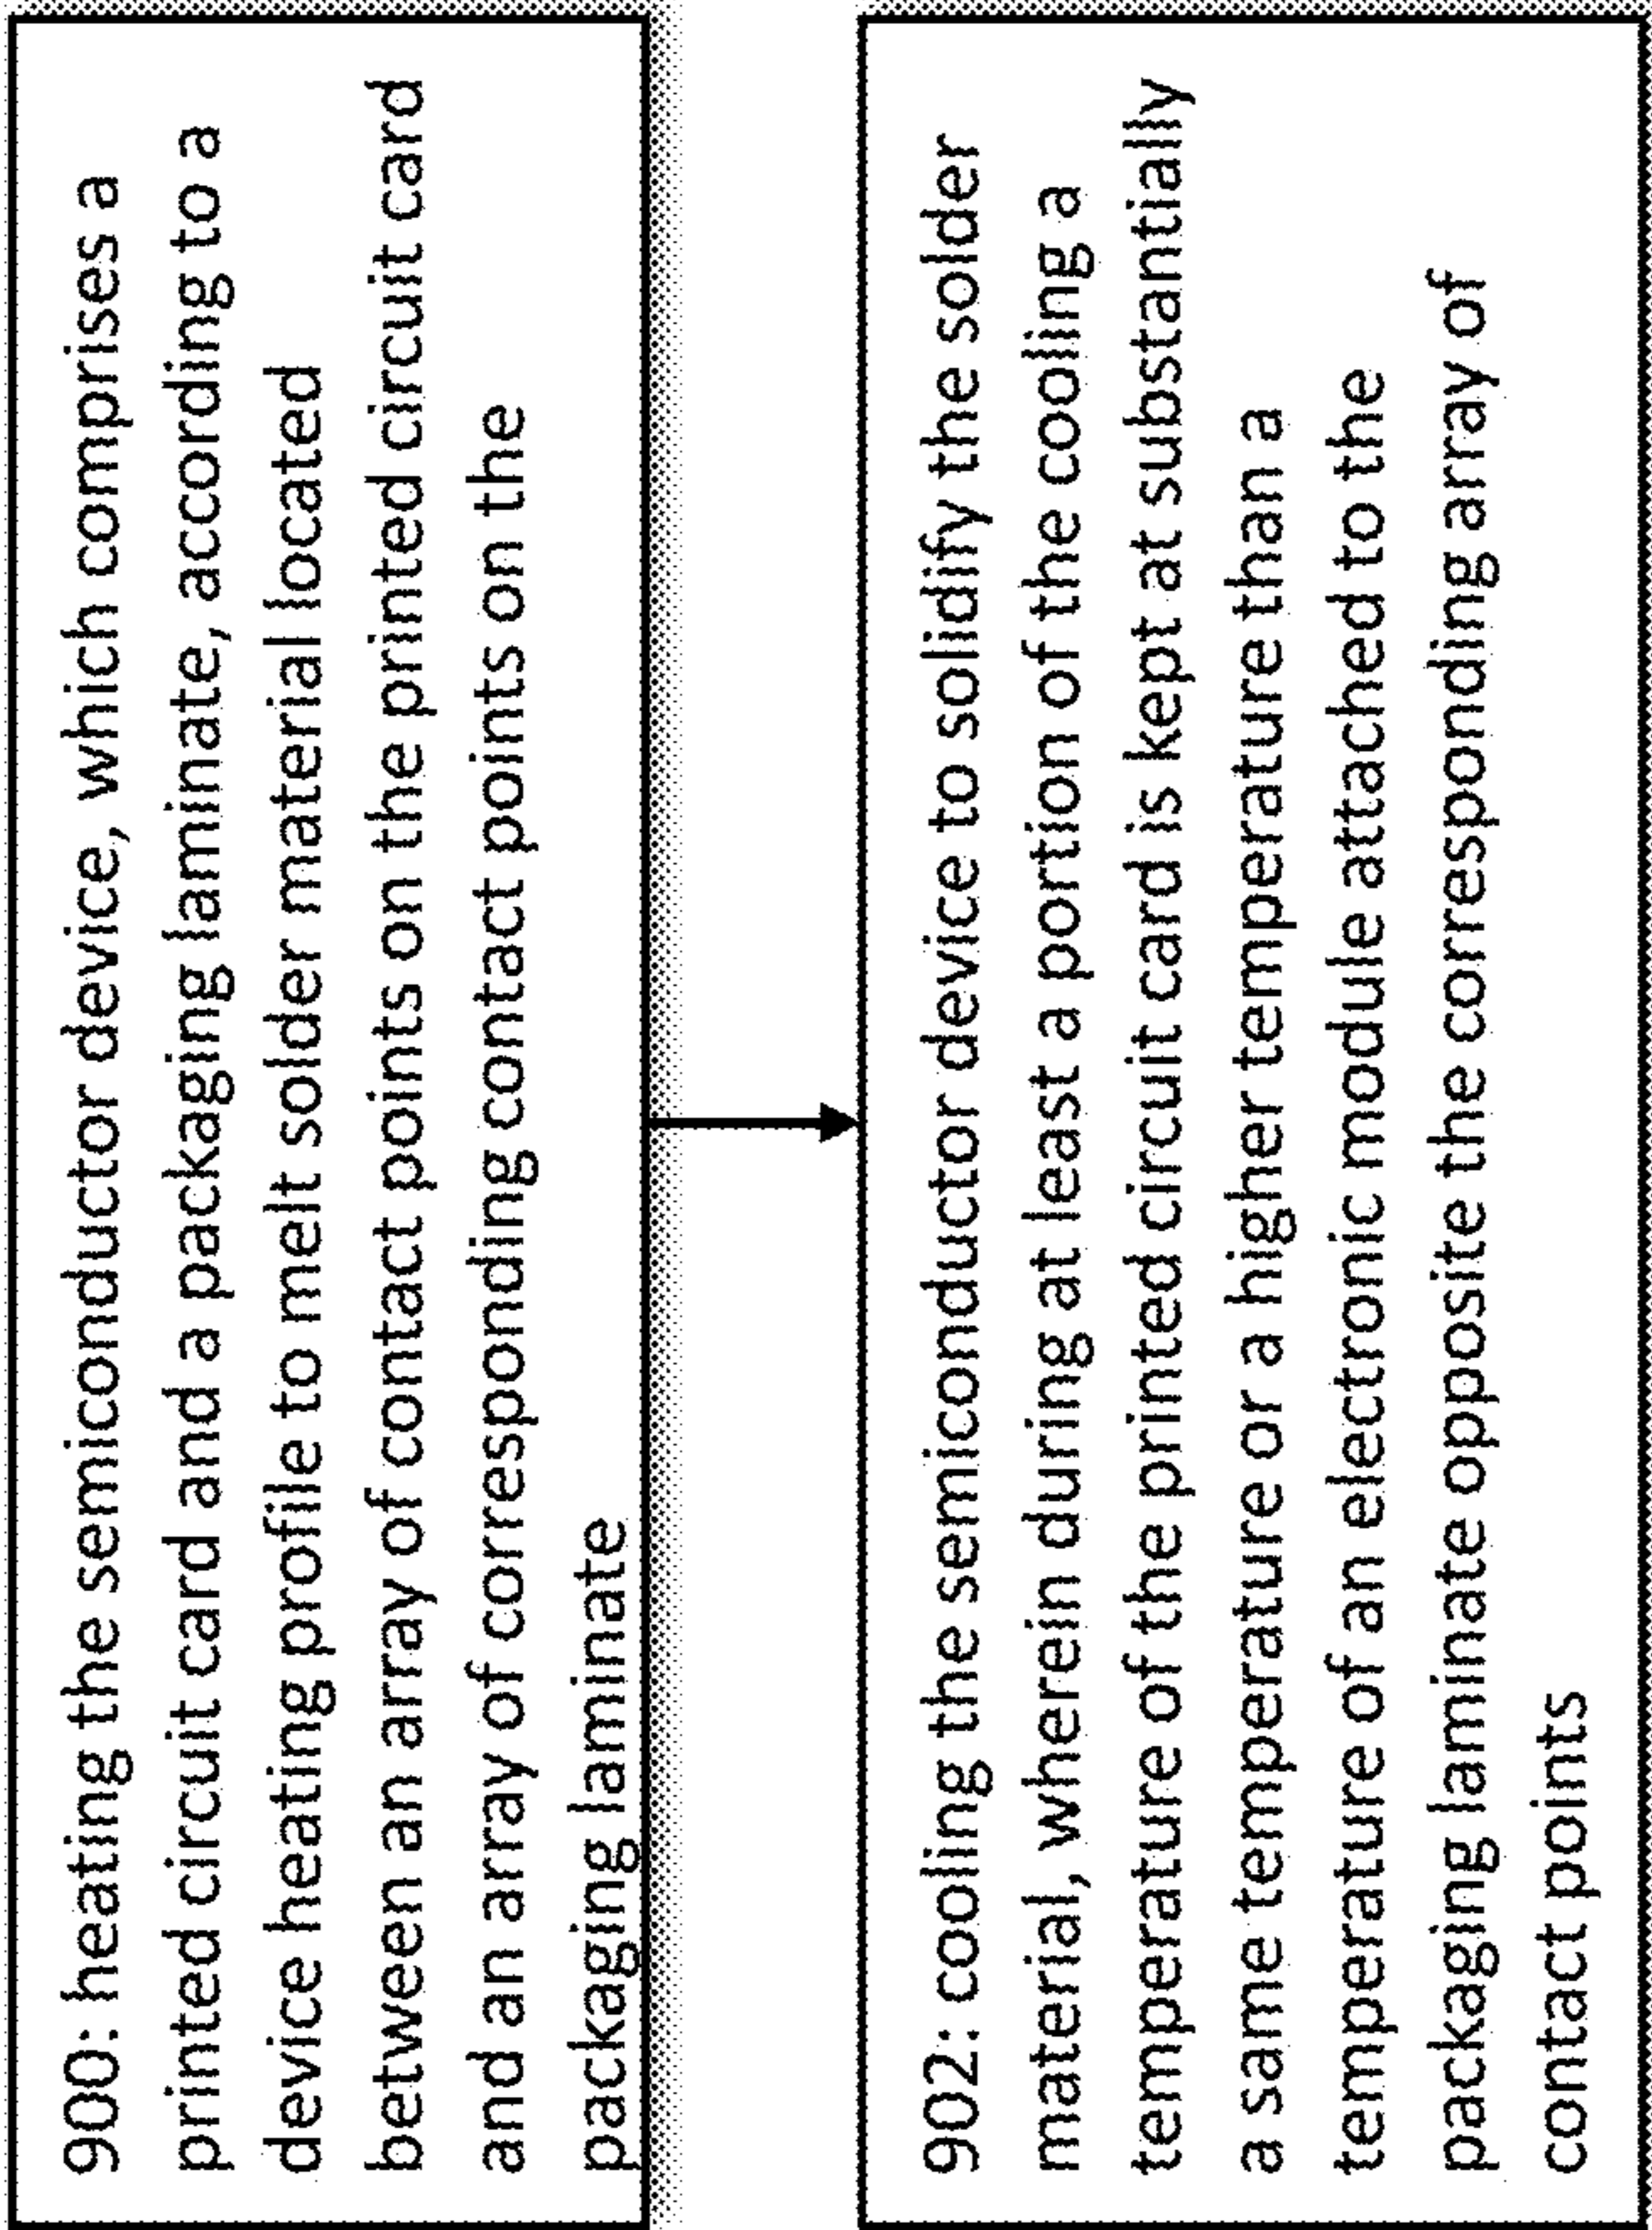 900: heating the semiconductor device, which comprises a
printed circuit card and a packaging laminate, according to a
device heating profile to melt solder material located
between an array of contact points on the printed circuit card
and an array of corresponding contact points on the
packaging laminate
902: cooling the semiconductor device to solidify the solder
material, wherein during at least a portion of the cooling a
temperature of the printed circuit card is kept at substantially
a same temperature or a higher temperature than a
temperature of an electronic module attached to the
packaging laminate opposite the corresponding array of
contact points